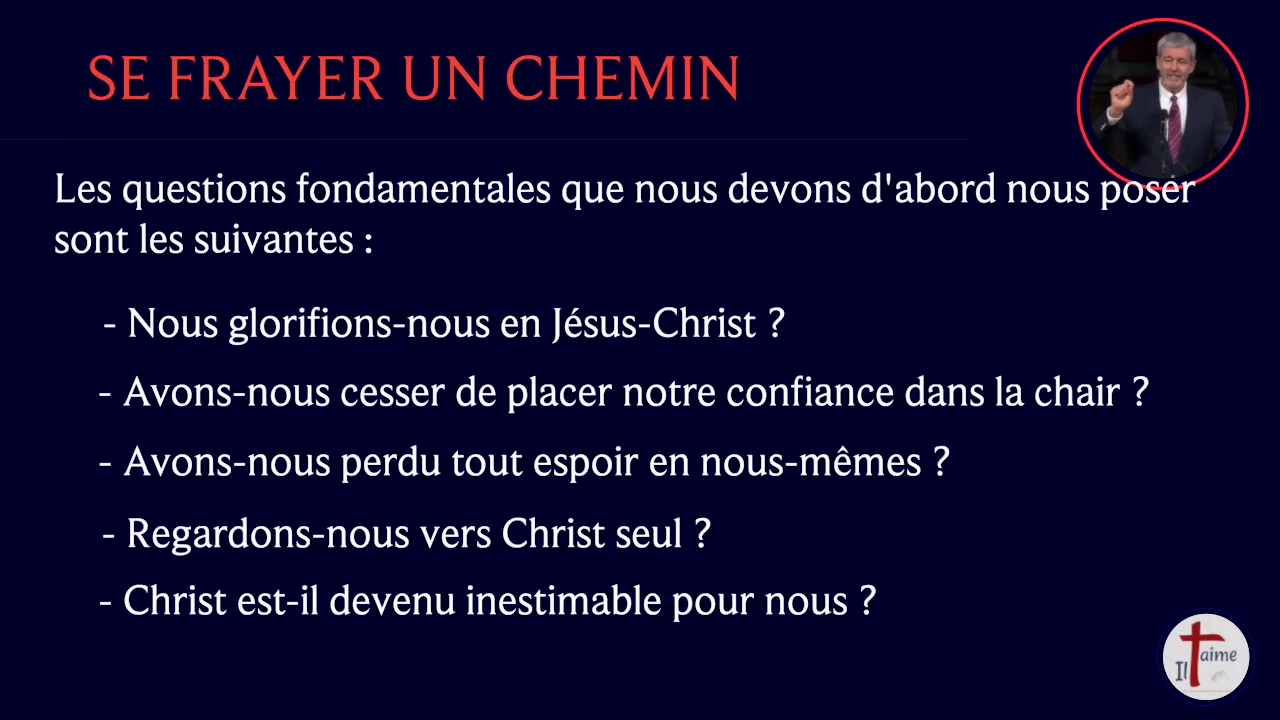 SE FRAYER UN CHEMIN
Les questions fondamentales que nous devons d'abord nous poser
sont les suivantes :
- Nous glorifions-nous en Jésus-Christ ?
- Avons-nous cesser de placer notre confiance dans la chair ?
- Avons-nous perdu tout espoir en nous-mêmes ?
- Regardons-nous vers Christ seul ?
- Christ est-il devenu inestimable pour nous ?
Il t aime